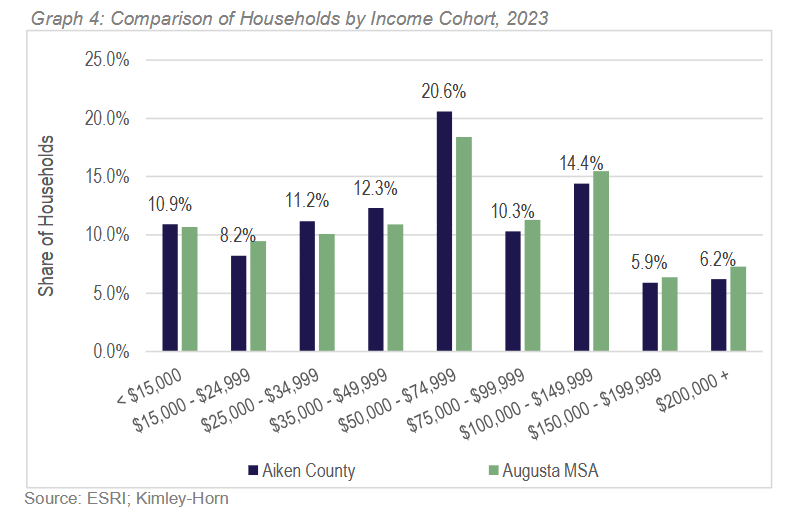 Graph 4: Comparison of Households by Income Cohort, 2023
25.0%
20.0%
15.0%
10.0%
5.0%
0.0%
Share of Households
10.9%
8.2%
11.2%
12.3%
20.6%
10.3%
14.4%
5.9%
6.2%
< $15,000
$15,000 - $24,999
$25,000 - $34,999
$35,000 - $49,999
$50,000 - $74,999
$75,000 - $99,999
$100,000 - $149,999
$150,000 - $199,999
$200,000 +
Aiken County
Augusta MSA
Source: ESRI; Kimley-Horn